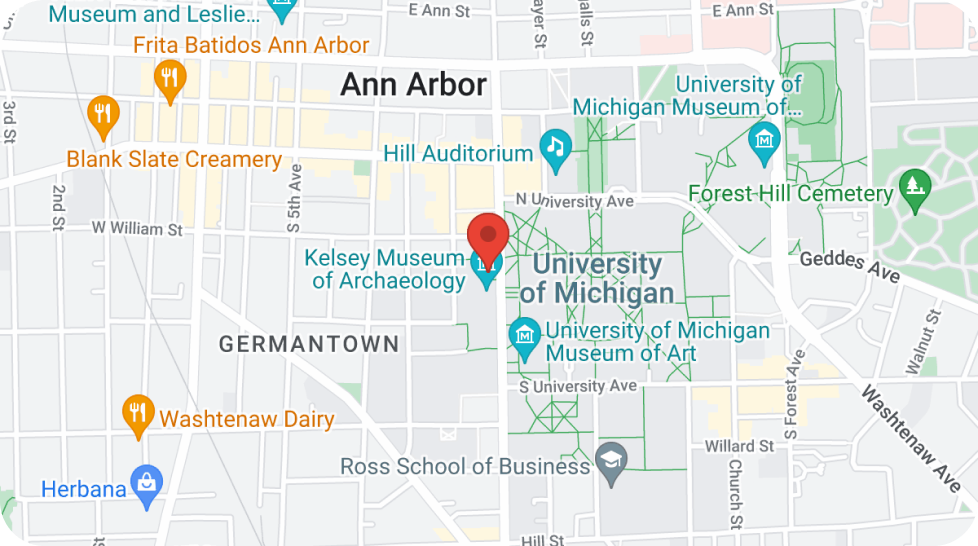 E Ann St
E Ann St
Museum and Leslie...
Frita Batidos Ann Arbor
Ann Arbor
University of
Michigan Museum of...
3rd St
Blank Slate Creamery
Hill Auditorium
2nd St
S 5th Ave
N University Ave
Forest Hill Cemetery
W William St
Kelsey Museum
of Archaeology
University
of Michigan
Geddes Ave
University of Michigan
Museum of Art
GERMANTOWN
Walnut St
S University Ave
S Forest Ave
Washtenaw Ave
Washtenaw Dairy
Willard St
Ross School of Business
Church St
Herbana
Hill St